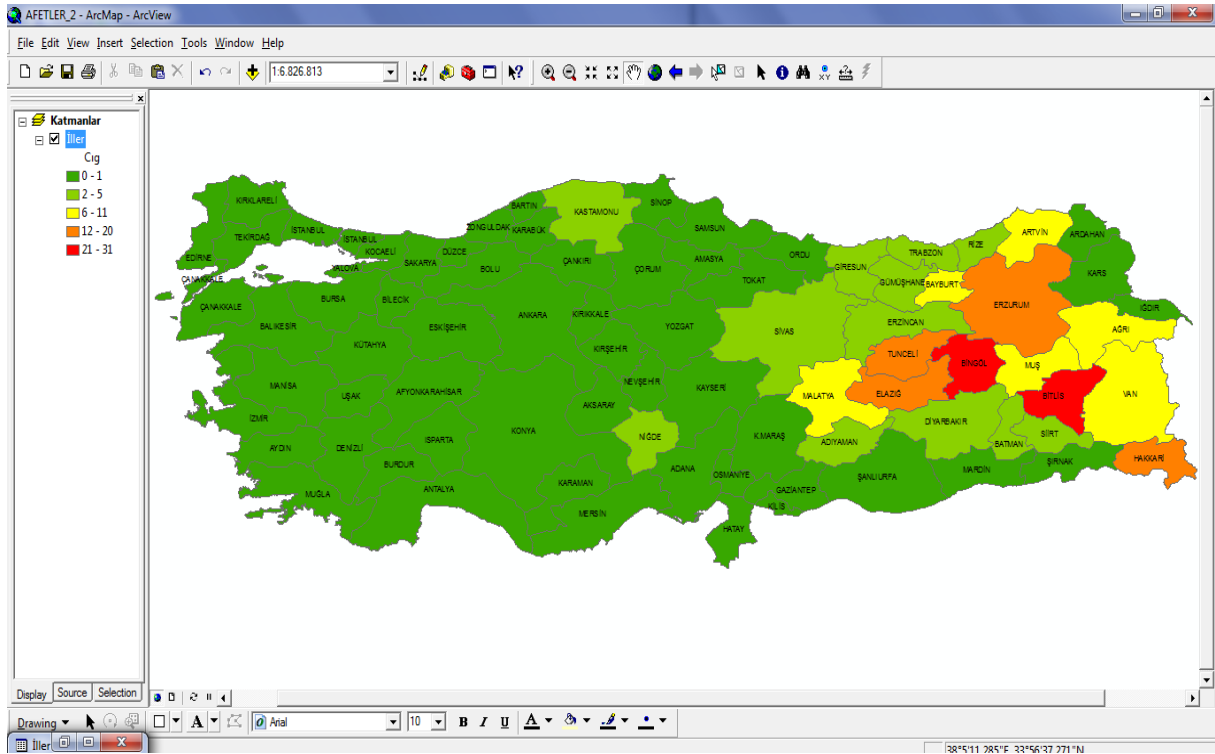 AFETLER_2 - ArcMap - ArcView
File Edit View Insert Selection Tools Window Help
1:6.826.813
Katmanlar
İller
Cıg
0 - 1
2 - 5
6 - 11
12 - 20
21 - 31
KIRKLARELİ
TEKİRDAĞ
İSTANBUL
İSTANBUL
EDİRNE
KOCAELİ
YALOVA
SAKARYA
DÜZCE
ZONGULDAK
BARTIN
KARABÜK
KASTAMONU
SİNOP
SAMSUN
ÇANAKKALE
ÇANAKKALE
BURSA
BİLECİK
BOLU
ÇANKIRI
ÇORUM
AMASYA
TOKAT
ORDU
GİRESUN
TRABZON
RİZE
ARTVİN
ARDAHAN
GÜMÜŞHANE
BAYBURT
ERZURUM
KARS
IĞDIR
BALIKESİR
KÜTAHYA
ESKİŞEHİR
ANKARA
KIRIKKALE
YOZGAT
SİVAS
ERZİNCAN
AĞRI
KIRŞEHİR
TUNCELİ
BİNGÖL
MUŞ
MANİSA
UŞAK
AFYONKARAHİSAR
NEVŞEHİR
KAYSERİ
MALATYA
ELAZIĞ
BİTLİS
VAN
İZMİR
AKSARAY
AYDIN
DENİZLİ
ISPARTA
KONYA
NİĞDE
K.MARAŞ
ADIYAMAN
DİYARBAKIR
BATMAN
SİİRT
HAKKARİ
BURDUR
MUĞLA
ANTALYA
KARAMAN
ADANA
OSMANİYE
GAZİANTEP
ŞANLIURFA
MARDİN
ŞIRNAK
MERSİN
KİLİS
HATAY
Display Source Selection
Drawing
Arial
10
B I U A
İller
38°5'11,285"E 33°56'37,271"N